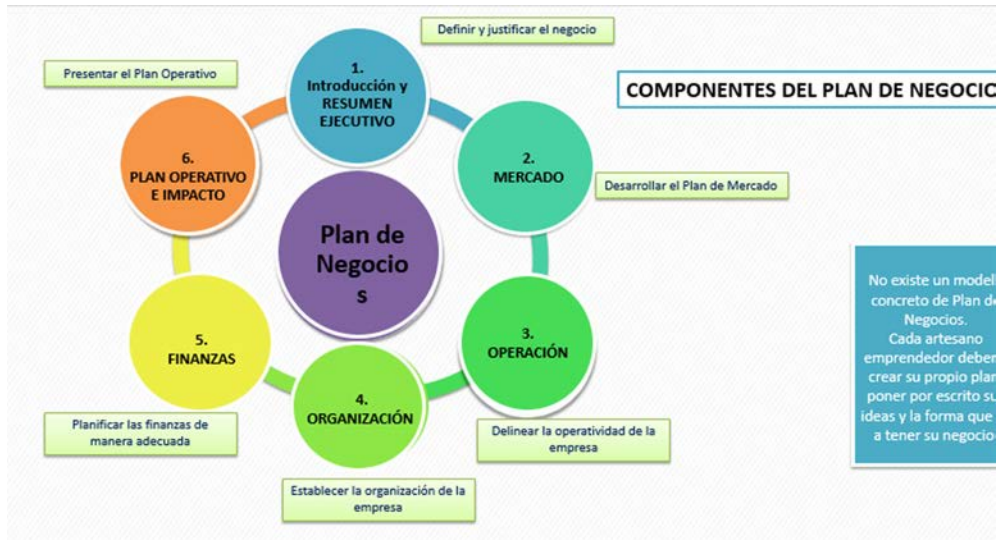 COMPONENTES DEL PLAN DE NEGOCIO
Definir y justificar el negocio
1.
Introducción y
RESUMEN
EJECUTIVO
2.
MERCADO
Desarrollar el Plan de Mercado
3.
OPERACIÓN
Delinear la operatividad de la
empresa
4.
ORGANIZACIÓN
Establecer la organización de la
empresa
5.
FINANZAS
Planificar las finanzas de
manera adecuada
6.
PLAN OPERATIVO
E IMPACTO
Presentar el Plan Operativo
Plan de
Negocio
s
No existe un modell
concreto de Plan de
Negocios.
Cada artesano
emprendedor deber
crear su propio plan
poner por escrito su
ideas y la forma que
a tener su negocio